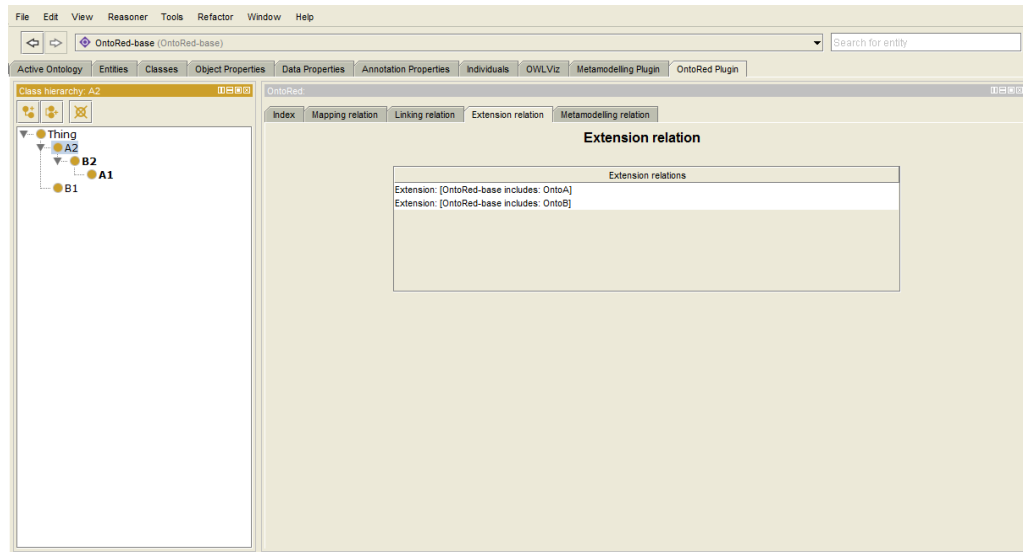 File Edit View Reasoner Tools Refactor Window Help
OntoRed-base (OntoRed-base)
Search for entity
Active Ontology Entities Classes Object Properties Data Properties Annotation Properties Individuals OWLViz Metamodelling Plugin OntoRed Plugin
Class hierarchy: A2
Thing
A2
B2
A1
B1
OntoRed:
Index Mapping relation Linking relation Extension relation Metamodelling relation
Extension relation
Extension relations
Extension: [OntoRed-base includes: OntoA]
Extension: [OntoRed-base includes: OntoB]